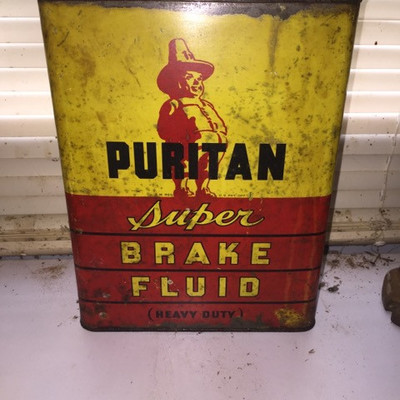 PURITAN
Super
BRAKE
FLUID
(HEAVY DUTY)